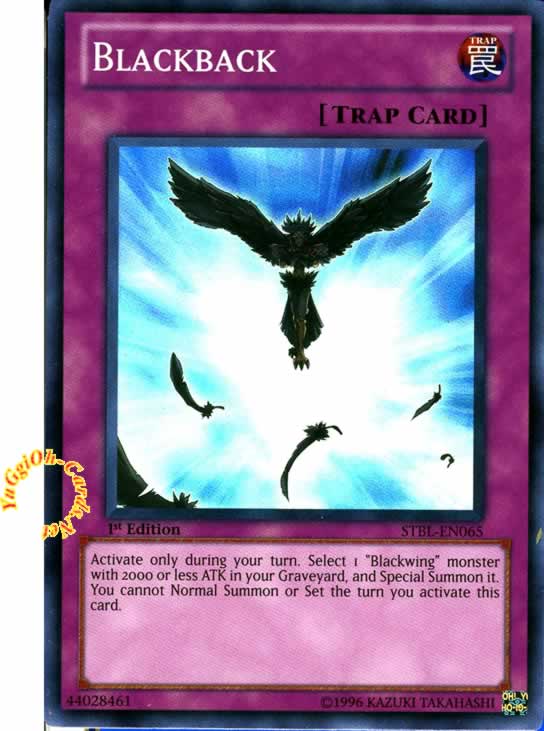 BLACKBACK
TRAP
罠
[TRAP CARD]
1st Edition
STBL-EN065
Activate only during your turn. Select 1 "Blackwing" monster
with 2000 or less ATK in your Graveyard, and Special Summon it.
You cannot Normal Summon or Set the turn you activate this
card.
44028461
©1996 KAZUKI TAKAHASHI
YuGgiOh-Cards.Net